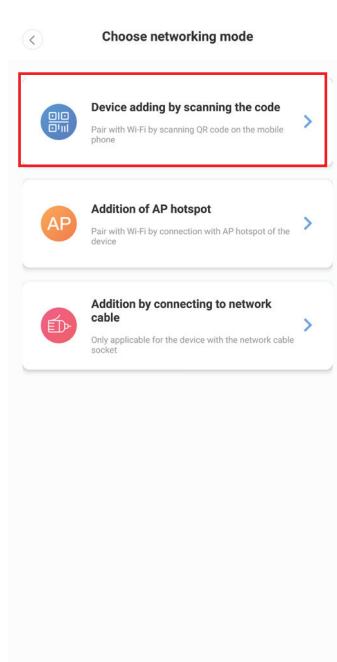 Choose networking mode
Device adding by scanning the code
Pair with Wi-Fi by scanning QR code on the mobile
phone
AP
Addition of AP hotspot
Pair with Wi-Fi by connection with AP hotspot of the
device
Addition by connecting to network
cable
Only applicable for the device with the network cable
socket